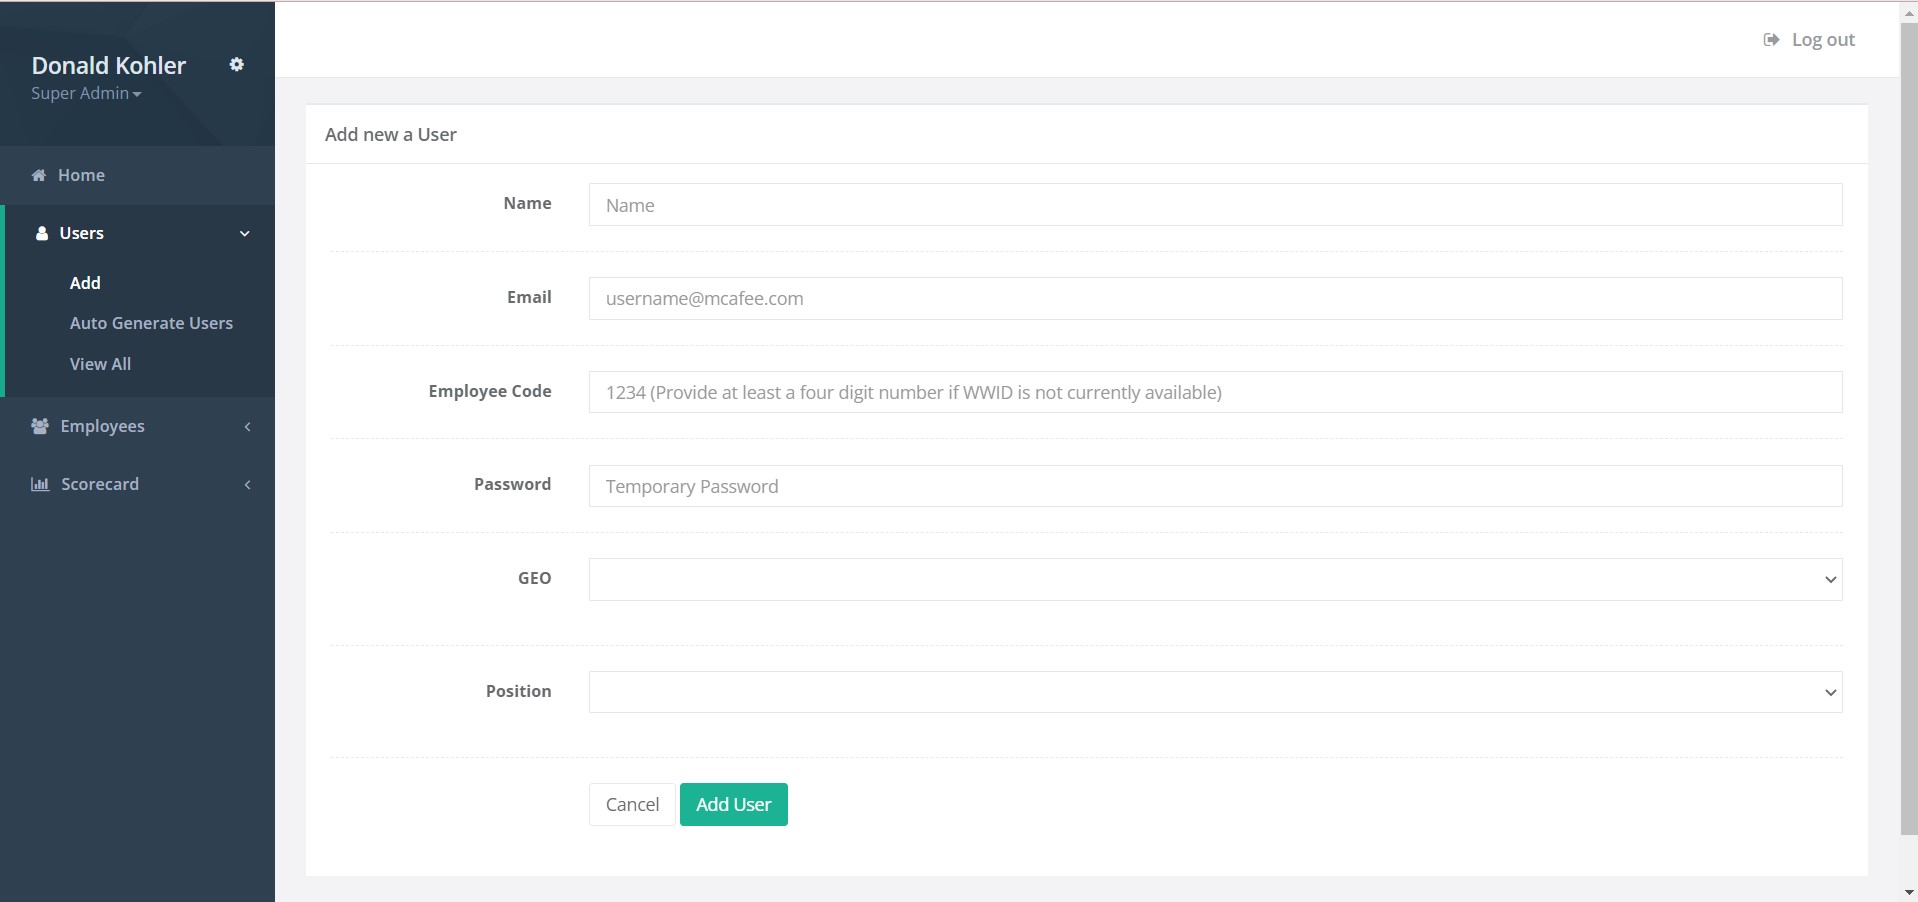 Donald Kohler
Super Admin
Home
Users
Add
Auto Generate Users
View All
Employees
Scorecard
Log out
Add new a User
Name
Name
Email
username@mcafee.com
Employee Code
1234 (Provide at least a four digit number if WWID is not currently available)
Password
Temporary Password
GEO
Position
Cancel
Add User